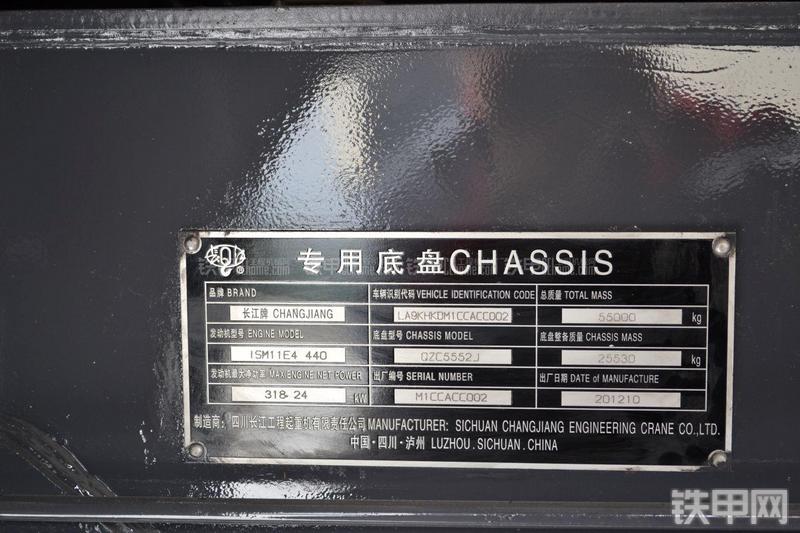 专用底盘CHASSIS
品牌 BRAND
长江牌 CHANGJIANG
车辆识别代码 VEHICLE IDENTIFICATION CODE
LA9KHKDM1CCACC002
总质量 TOTAL MASS
55000 kg
发动机型号 ENGINE MODEL
ISM11E4 440
底盘型号 CHASSIS MODEL
QZC5552J
底盘整备质量 CHASSIS MASS
25530 kg
发动机最大净功率 MAX ENGINE NET POWER
318 24 kW
出厂编号 SERIAL NUMBER
M1CCACC002
出厂日期 DATE of MANUFACTURE
201210
制造商：四川长江工程起重机有限责任公司 MANUFACTURER: SICHUAN CHANGJIANG ENGINEERING CRANE CO.,LTD.
中国·四川·泸州 LUZHOU.SICHUAN.CHINA
铁甲网